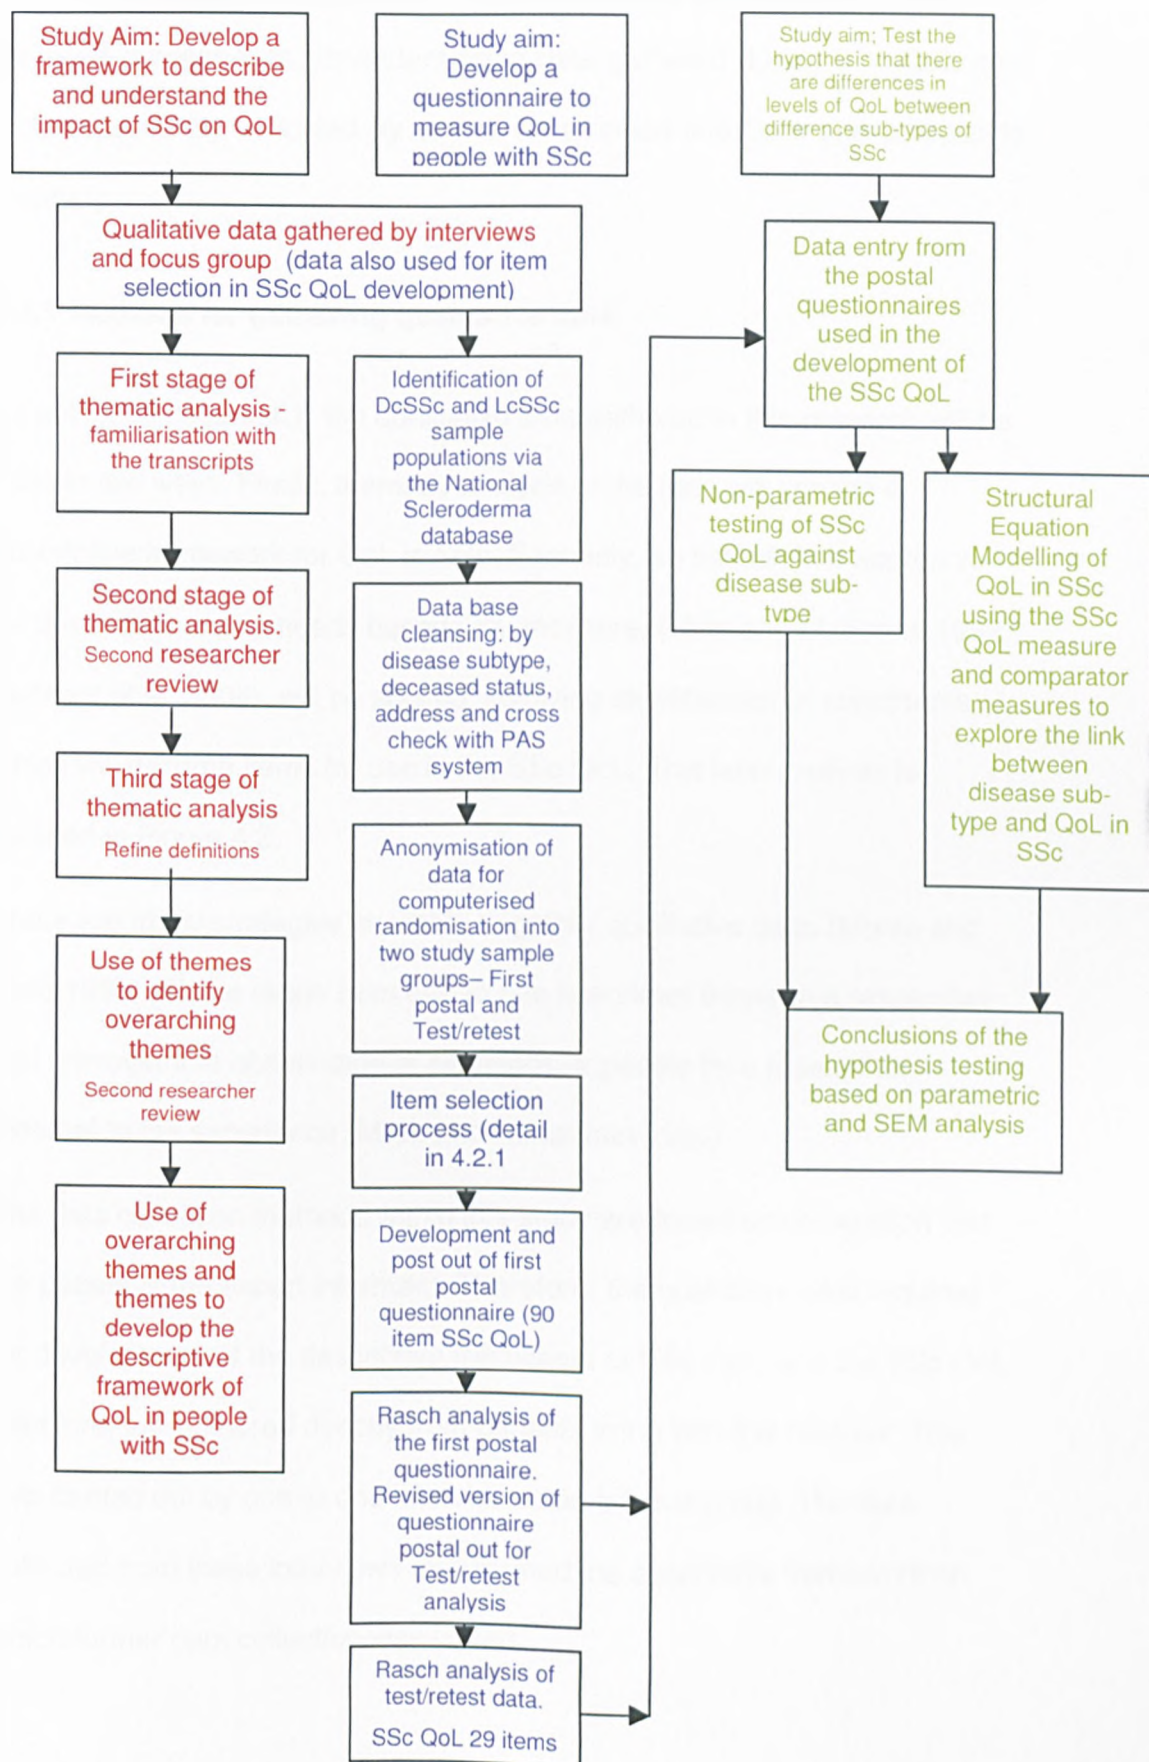 Study Aim: Develop a
framework to describe
and understand the
impact of SSc on QoL
Qualitative data gathered by interviews
and focus group (data also used for item
selection in SSc QoL development)
First stage of
thematic analysis -
familiarisation with
the transcripts
Second stage of
thematic analysis.
Second researcher
review
Third stage of
thematic analysis
Refine definitions
Use of themes
to identify
overarching
themes
Second researcher
review
Use of
overarching
themes and
themes to
develop the
descriptive
framework of
QoL in people
with SSc
Study aim:
Develop a
questionnaire to
measure QoL in
people with SSc
Identification of
DcSSc and LcSSc
sample
populations via
the National
Scleroderma
database
Data base
cleansing: by
disease subtype,
deceased status,
address and cross
check with PAS
system
Anonymisation of
data for
computerised
randomisation into
two study sample
groups– First
postal and
Test/retest
Item selection
process (detail
in 4.2.1
Development and
post out of first
postal
questionnaire (90
item SSc QoL)
Rasch analysis of
the first postal
questionnaire.
Revised version of
questionnaire
postal out for
Test/retest
analysis
Rasch analysis of
test/retest data.
SSc QoL 29 items
Study aim: Test the
hypothesis that there
are differences in
levels of QoL between
difference sub-types of
SSc
Data entry from
the postal
questionnaires
used in the
development of
the SSc QoL
Non-parametric
testing of SSc
QoL against
disease sub-
type
Structural
Equation
Modelling of
QoL in SSc
using the SSc
QoL measure
and comparator
measures to
explore the link
between
disease sub-
type and QoL in
SSc
Conclusions of the
hypothesis testing
based on parametric
and SEM analysis